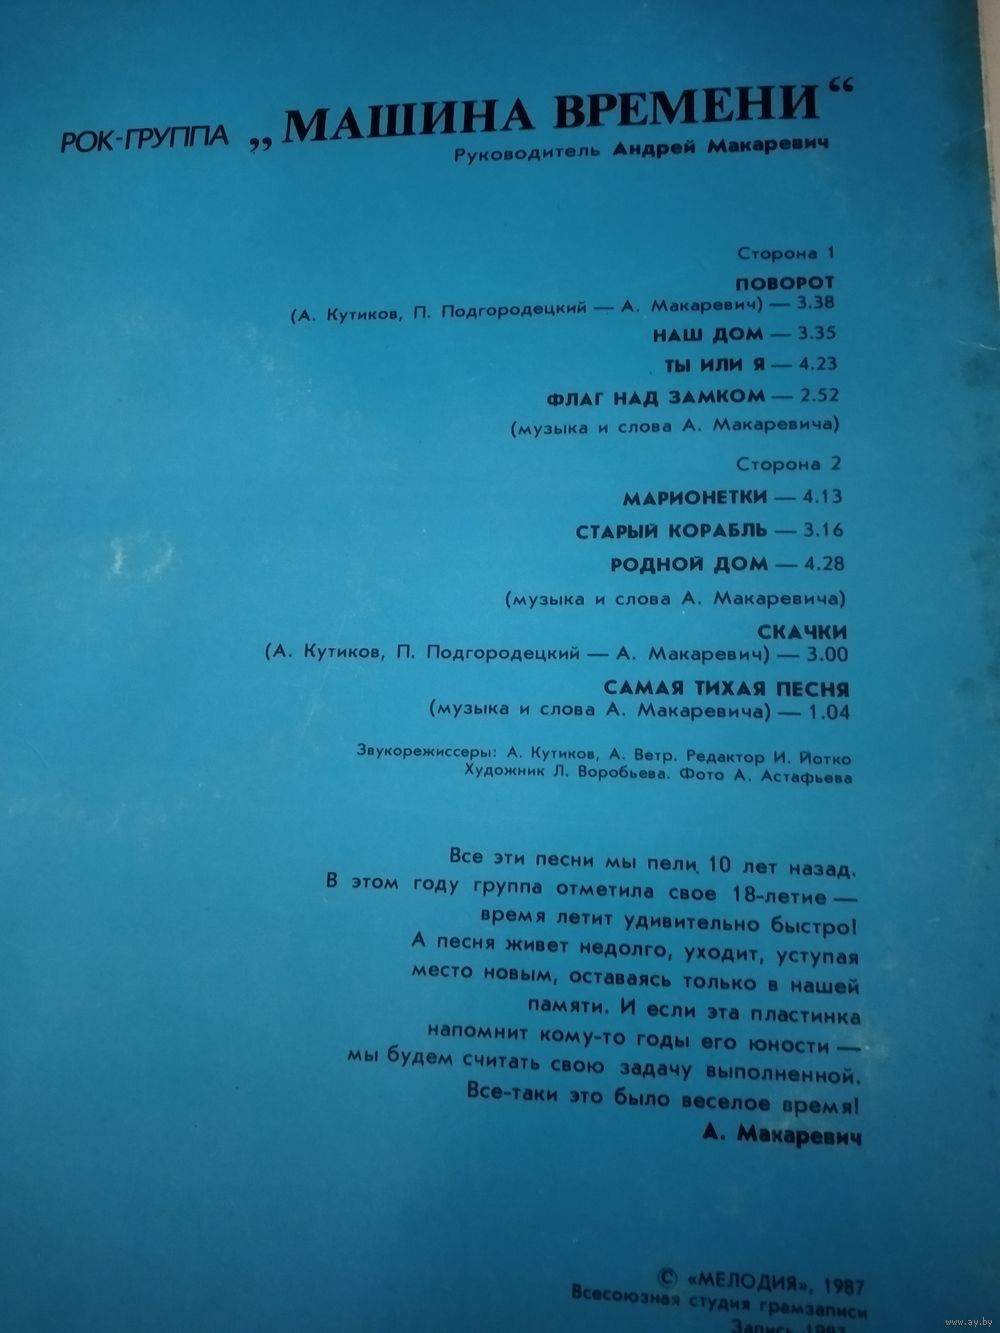 РОК-ГРУППА „МАШИНА ВРЕМЕНИ“
Руководитель Андрей Макаревич
Сторона 1
ПОВОРОТ
(А. Кутиков, П. Подгородецкий — А. Макаревич) — 3.38
НАШ ДОМ — 3.35
ТЫ ИЛИ Я — 4.23
ФЛАГ НАД ЗАМКОМ — 2.52
(музыка и слова А. Макаревича)
Сторона 2
МАРИОНЕТКИ — 4.13
СТАРЫЙ КОРАБЛЬ — 3.16
РОДНОЙ ДОМ — 4.28
(музыка и слова А. Макаревича)
СКАЧКИ
(А. Кутиков, П. Подгородецкий — А. Макаревич) — 3.00
САМАЯ ТИХАЯ ПЕСНЯ
(музыка и слова А. Макаревича) — 1.04
Звукорежиссеры: А. Кутиков, А. Ветр. Редактор И. Йотко
Художник Л. Воробьева. Фото А. Астафьева
Все эти песни мы пели 10 лет назад.
В этом году группа отметила свое 18-летие —
время летит удивительно быстро!
А песня живет недолго, уходит, уступая
место новым, оставаясь только в нашей
памяти. И если эта пластинка
напомнит кому-то годы его юности —
мы будем считать свою задачу выполненной.
Все-таки это было веселое время!
А. Макаревич
© «МЕЛОДИЯ», 1987
Всесоюзная студия грамзаписи
Запись 1987
www.ay.by